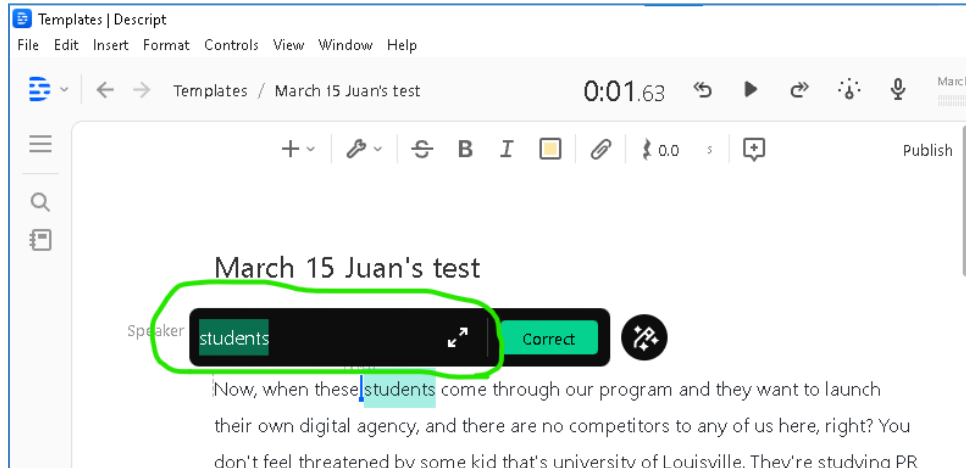 Templates | Descript
File Edit Insert Format Controls View Window Help
Templates / March 15 Juan's test 0:01.63 March
B I 0.0 s Publish
March 15 Juan's test
Speaker
students Correct
Now, when these students come through our program and they want to launch
their own digital agency, and there are no competitors to any of us here, right? You
don't feel threatened by some kid that's university of Louisville. They're studying PR